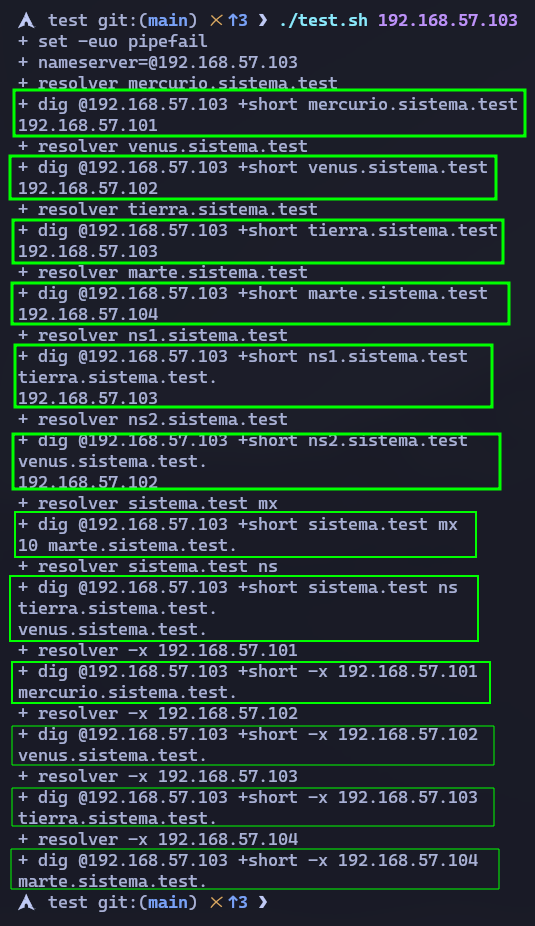 test git:(main) ×↑3 ❯ ./test.sh 192.168.57.103
+ set -euo pipefail
+ nameserver=@192.168.57.103
+ resolver mercurio.sistema.test
+ dig @192.168.57.103 +short mercurio.sistema.test
192.168.57.101
+ resolver venus.sistema.test
+ dig @192.168.57.103 +short venus.sistema.test
192.168.57.102
+ resolver tierra.sistema.test
+ dig @192.168.57.103 +short tierra.sistema.test
192.168.57.103
+ resolver marte.sistema.test
+ dig @192.168.57.103 +short marte.sistema.test
192.168.57.104
+ resolver ns1.sistema.test
+ dig @192.168.57.103 +short ns1.sistema.test
tierra.sistema.test.
192.168.57.103
+ resolver ns2.sistema.test
+ dig @192.168.57.103 +short ns2.sistema.test
venus.sistema.test.
192.168.57.102
+ resolver sistema.test mx
+ dig @192.168.57.103 +short sistema.test mx
10 marte.sistema.test.
+ resolver sistema.test ns
+ dig @192.168.57.103 +short sistema.test ns
tierra.sistema.test.
venus.sistema.test.
+ resolver -x 192.168.57.101
+ dig @192.168.57.103 +short -x 192.168.57.101
mercurio.sistema.test.
+ resolver -x 192.168.57.102
+ dig @192.168.57.103 +short -x 192.168.57.102
venus.sistema.test.
+ resolver -x 192.168.57.103
+ dig @192.168.57.103 +short -x 192.168.57.103
tierra.sistema.test.
+ resolver -x 192.168.57.104
+ dig @192.168.57.103 +short -x 192.168.57.104
marte.sistema.test.
test git:(main) ×↑3 ❯